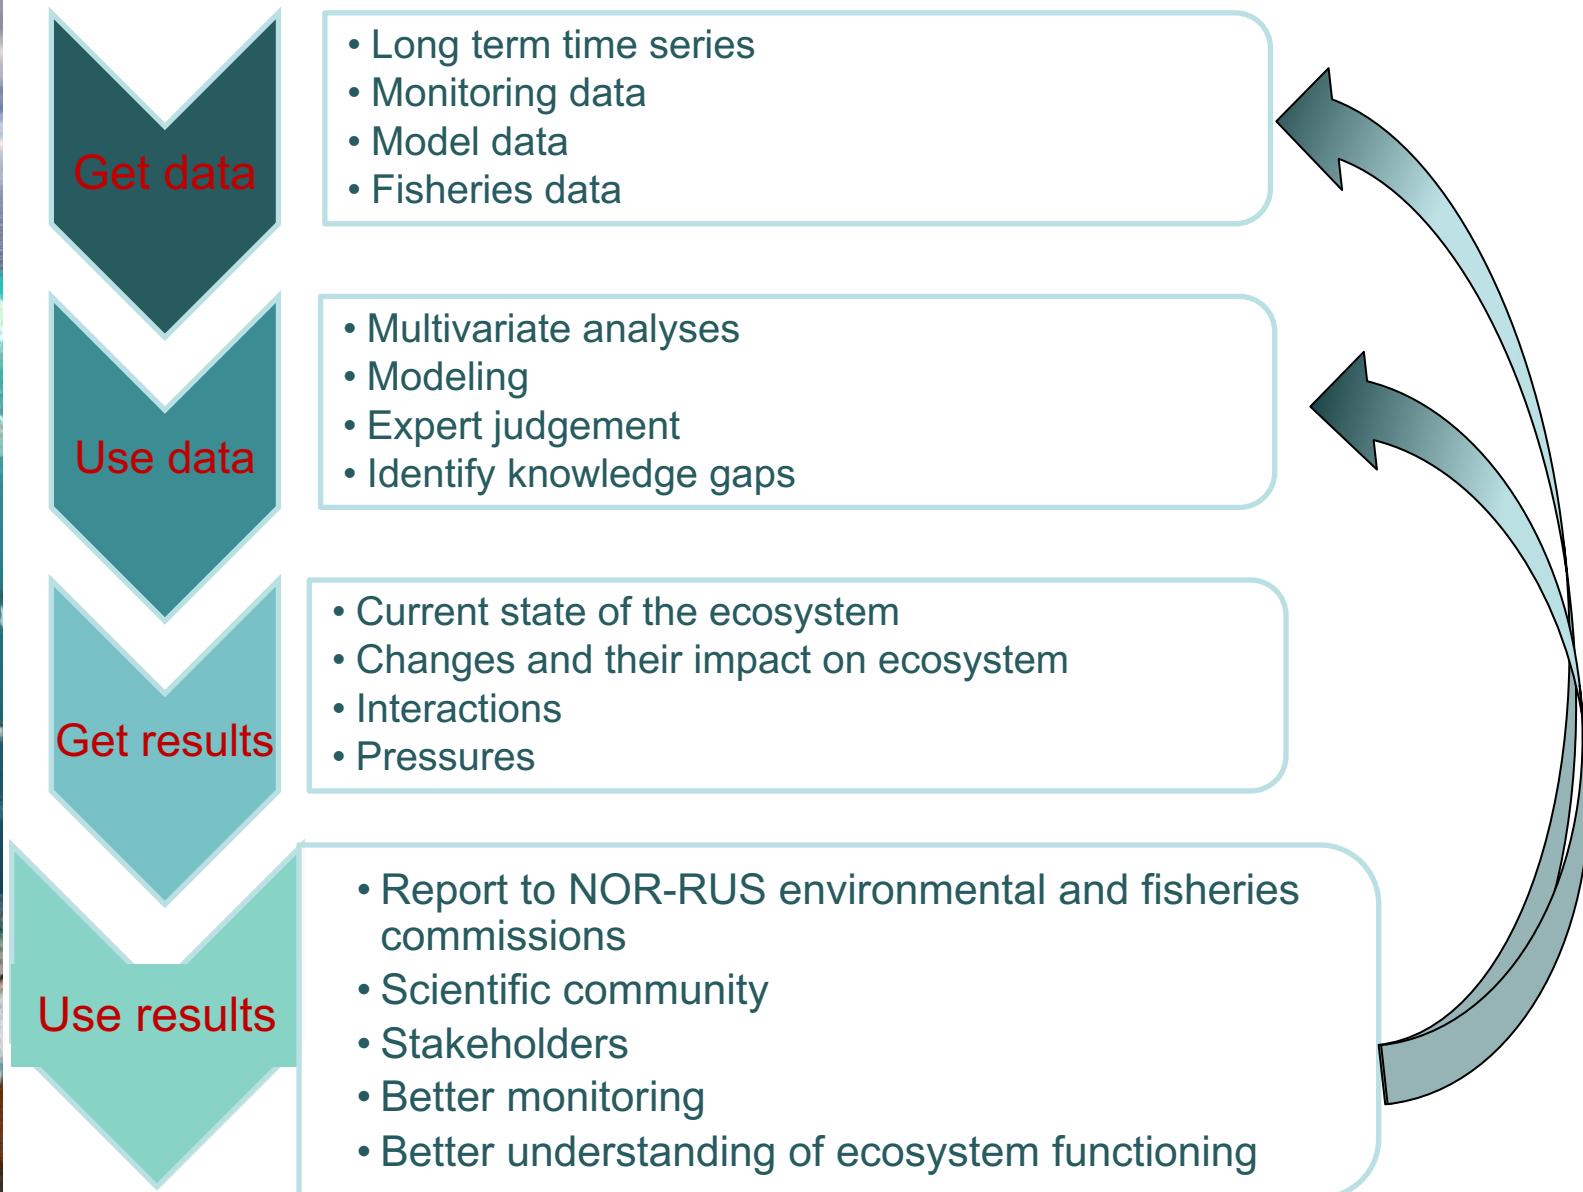 Get data
• Long term time series
• Monitoring data
• Model data
• Fisheries data
Use data
• Multivariate analyses
• Modeling
• Expert judgement
• Identify knowledge gaps
Get results
• Current state of the ecosystem
• Changes and their impact on ecosystem
• Interactions
• Pressures
Use results
• Report to NOR-RUS environmental and fisheries
commissions
• Scientific community
• Stakeholders
• Better monitoring
• Better understanding of ecosystem functioning